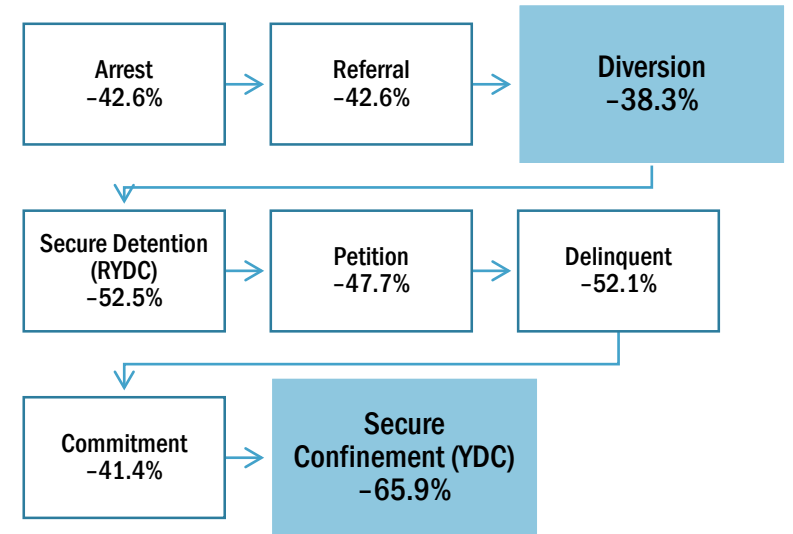 Arrest
–42.6%
Referral
–42.6%
Diversion
–38.3%
Secure Detention
(RYDC)
–52.5%
Petition
–47.7%
Delinquent
–52.1%
Commitment
–41.4%
Secure
Confinement (YDC)
–65.9%